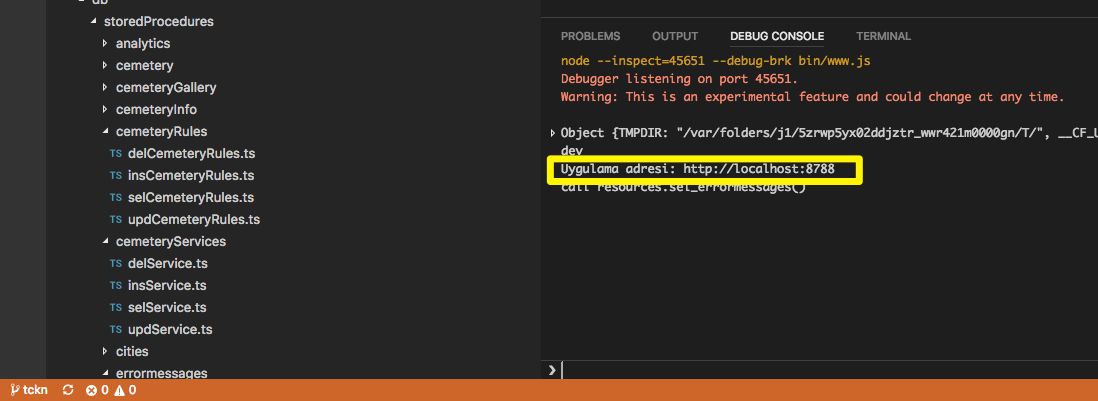 db
storedProcedures
analytics
cemetery
cemeteryGallery
cemeteryInfo
cemeteryRules
TS delCemeteryRules.ts
TS insCemeteryRules.ts
TS selCemeteryRules.ts
TS updCemeteryRules.ts
cemeteryServices
TS delService.ts
TS insService.ts
TS selService.ts
TS updService.ts
cities
errormessages
PROBLEMS OUTPUT DEBUG CONSOLE TERMINAL
node --inspect=45651 --debug-brk bin/www.js
Debugger listening on port 45651.
Warning: This is an experimental feature and could change at any time.
Object {TMPDIR: "/var/folders/j1/5zrwp5yx02ddjztr_wwr421m0000gn/T/", __CF_U
dev
Uygulama adresi: http://localhost:8788
call resources.sel_errormessages()
tckn 0 0